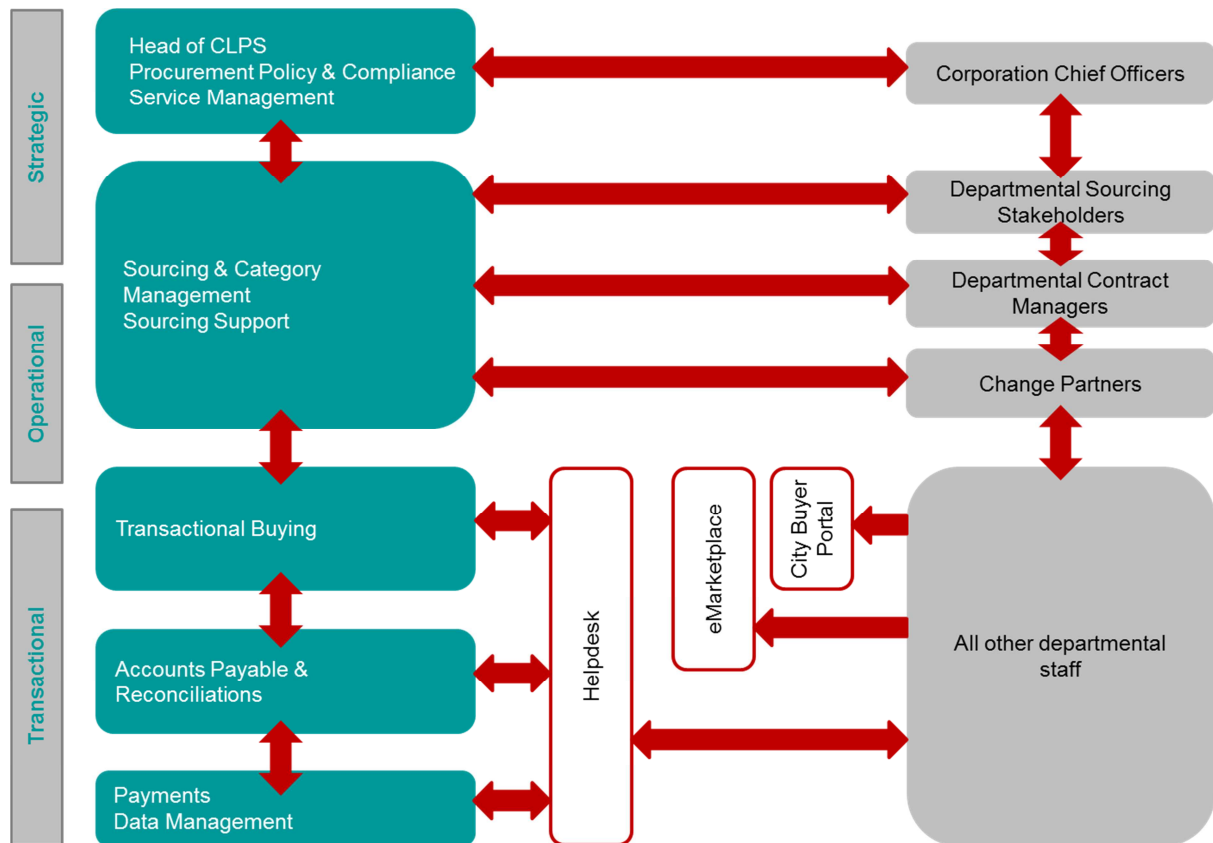 Strategic
Head of CLPS
Procurement Policy & Compliance
Service Management
Corporation Chief Officers
Departmental Sourcing
Stakeholders
Sourcing & Category
Management
Sourcing Support
Departmental Contract
Managers
Operational
Change Partners
Transactional
Transactional Buying
Helpdesk
eMarketplace
City Buyer
Portal
All other departmental
staff
Accounts Payable &
Reconciliations
Payments
Data Management